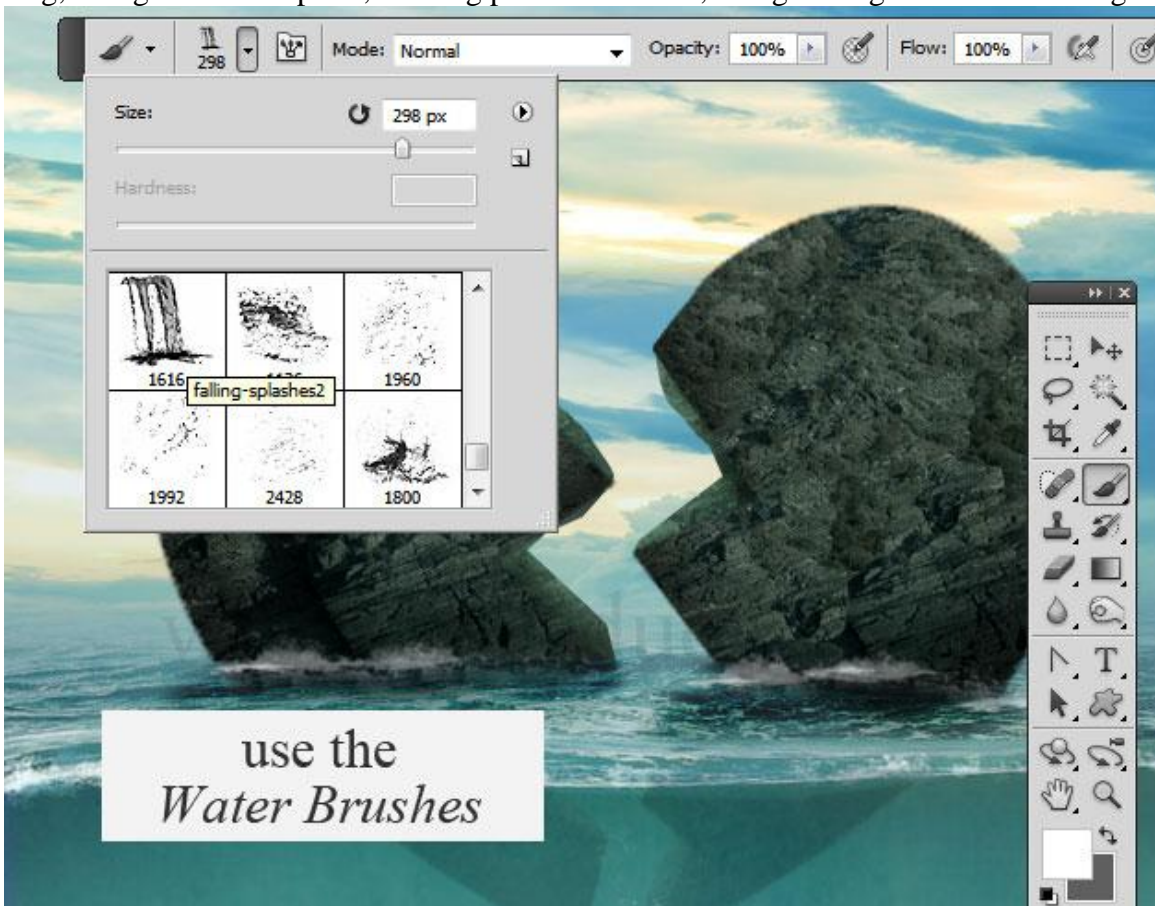 298 Mode: Normal Opacity: 100% Flow: 100%
Size: 298 px
Hardness:
1616 1960
falling-splashes2
1992 2428 1800
T
use the
Water Brushes